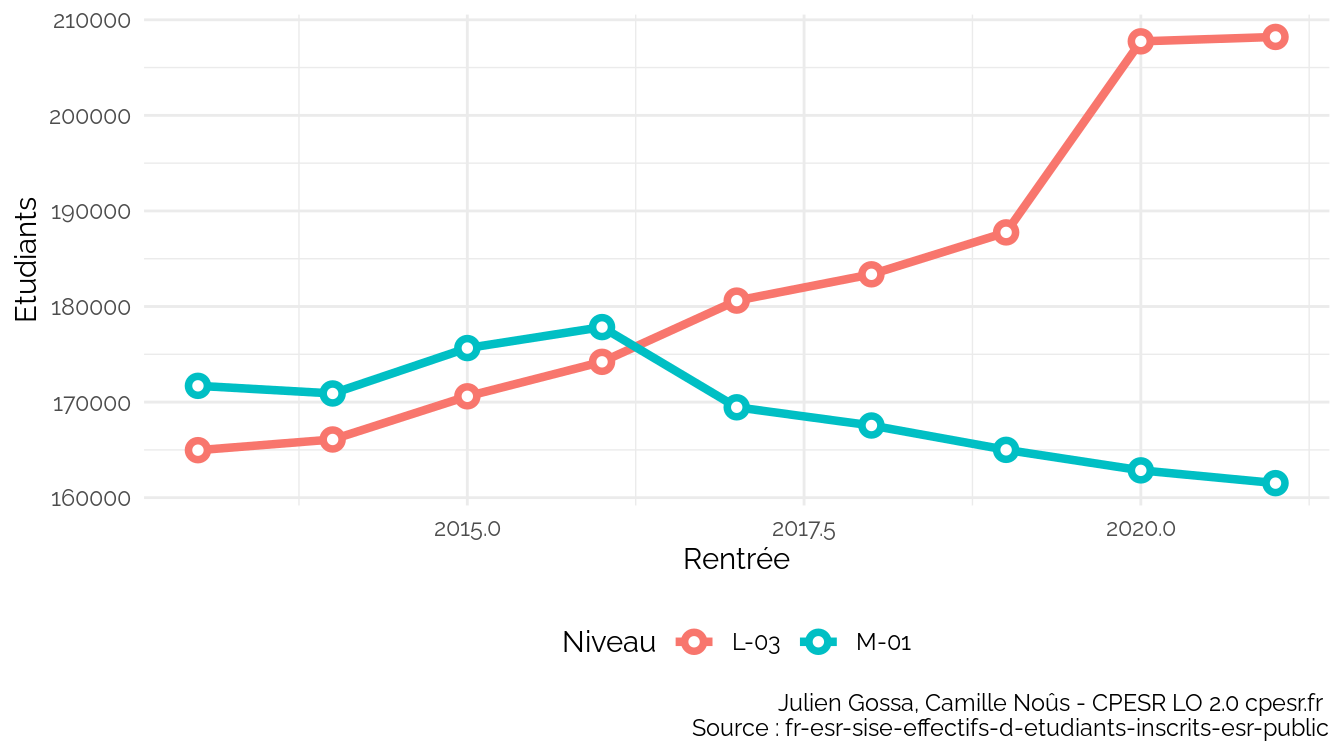 210000
200000
190000
180000
170000
160000
Etudiants
2015.0 2017.5 2020.0
Rentrée
Niveau L-03 M-01
Julien Gossa, Camille Noûs - CPESR LO 2.0 cpesr.fr
Source : fr-esr-sise-effectifs-d-etudiants-inscrits-esr-public